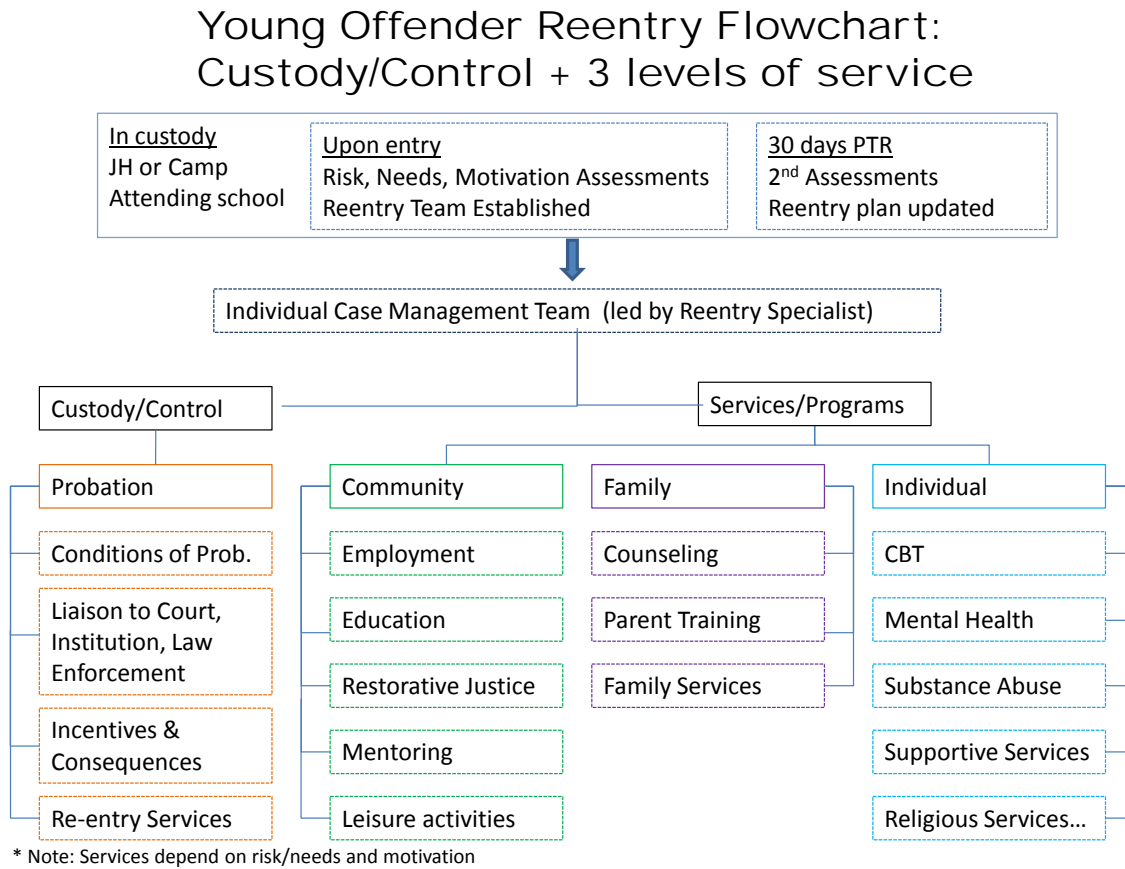 Young Offender Reentry Flowchart:
Custody/Control + 3 levels of service
In custody
JH or Camp
Attending school
Upon entry
Risk, Needs, Motivation Assessments
Reentry Team Established
30 days PTR
2nd Assessments
Reentry plan updated
Individual Case Management Team (led by Reentry Specialist)
Custody/Control
Services/Programs
Probation
Conditions of Prob.
Liaison to Court,
Institution, Law
Enforcement
Incentives &
Consequences
Re-entry Services
Community
Employment
Education
Restorative Justice
Mentoring
Leisure activities
Family
Counseling
Parent Training
Family Services
Individual
CBT
Mental Health
Substance Abuse
Supportive Services
Religious Services...
* Note: Services depend on risk/needs and motivation